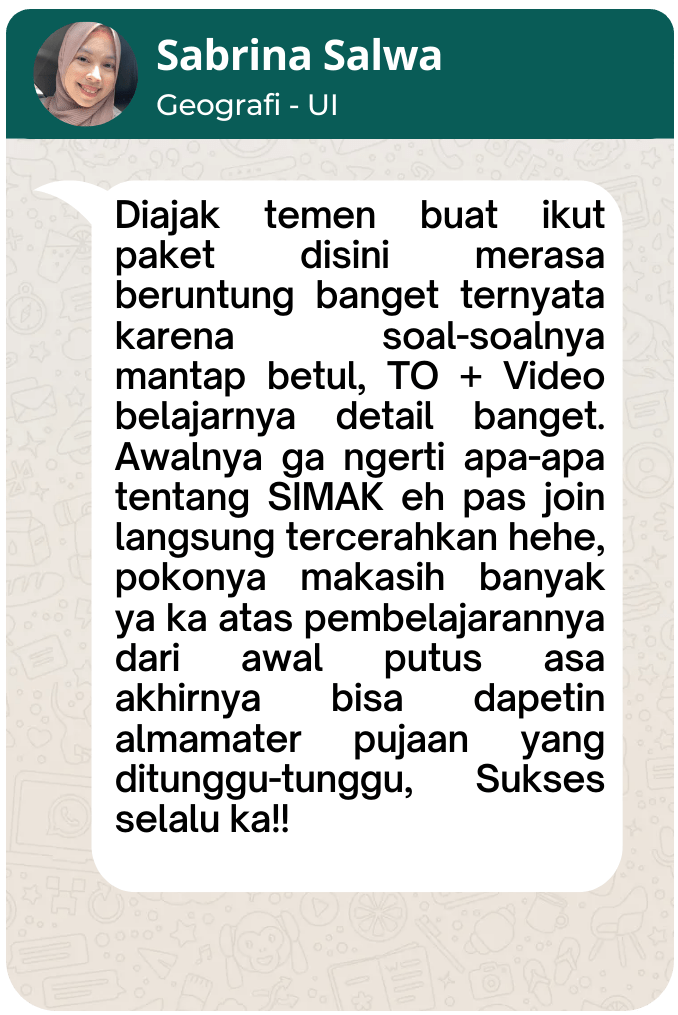 Sabrina Salwa
Geografi - UI
Diajak temen buat ikut
paket disini merasa
beruntung banget ternyata
karena soal-soalnya
mantap betul, TO + Video
belajarnya detail banget.
Awalnya ga ngerti apa-apa
tentang SIMAK eh pas join
langsung tercerahkan hehe,
pokonya makasih banyak
ya ka atas pembelajarannya
dari awal putus asa
akhirnya bisa dapetin
almamater pujaan yang
ditunggu-tunggu, Sukses
selalu ka!!